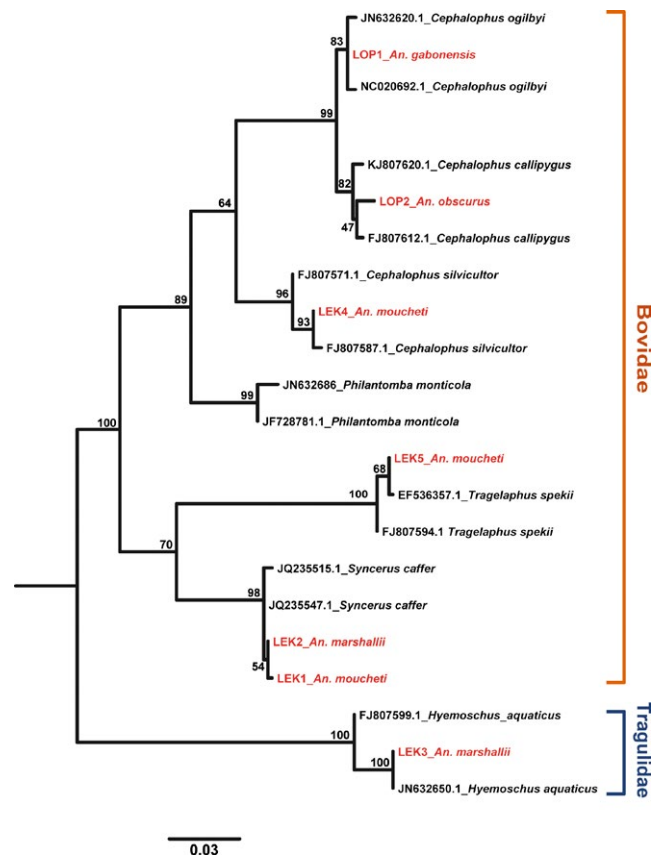 JN632620.1_Cephalophus ogilbyi
83
LOP1_An. gabonensis
NC020692.1_Cephalophus ogilbyi
99
KJ807620.1_Cephalophus callipygus
82
LOP2_An. obscurus
47
FJ807612.1_Cephalophus callipygus
64
FJ807571.1_Cephalophus silvicultor
96
LEK4_An. moucheti
93
FJ807587.1_Cephalophus silvicultor
89
JN632686_Philantomba monticola
99
JF728781.1_Philantomba monticola
100
LEK5_An. moucheti
68
100
EF536357.1_Tragelaphus spekii
FJ807594.1 Tragelaphus spekii
70
JQ235515.1_Syncerus caffer
98
JQ235547.1_Syncerus caffer
LEK2_An. marshallii
54
LEK1_An. moucheti
Bovidae
FJ807599.1_Hyemoschus_aquaticus
100
LEK3_An. marshallii
100
JN632650.1_Hyemoschus aquaticus
Tragulidae
0.03